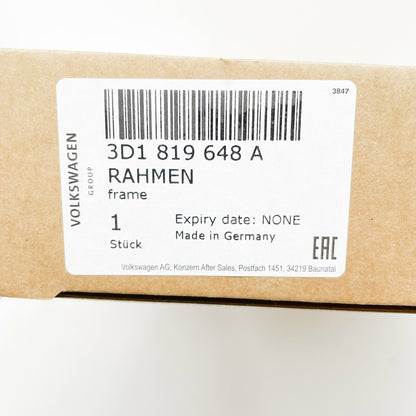 3847
VOLKSWAGEN
GROUP
3D1 819 648 A
RAHMEN
frame
1
Stück
Expiry date: NONE
Made in Germany
EAC
Volkswagen AG, Konzern After Sales, Postfach 1451, 34219 Baunatal